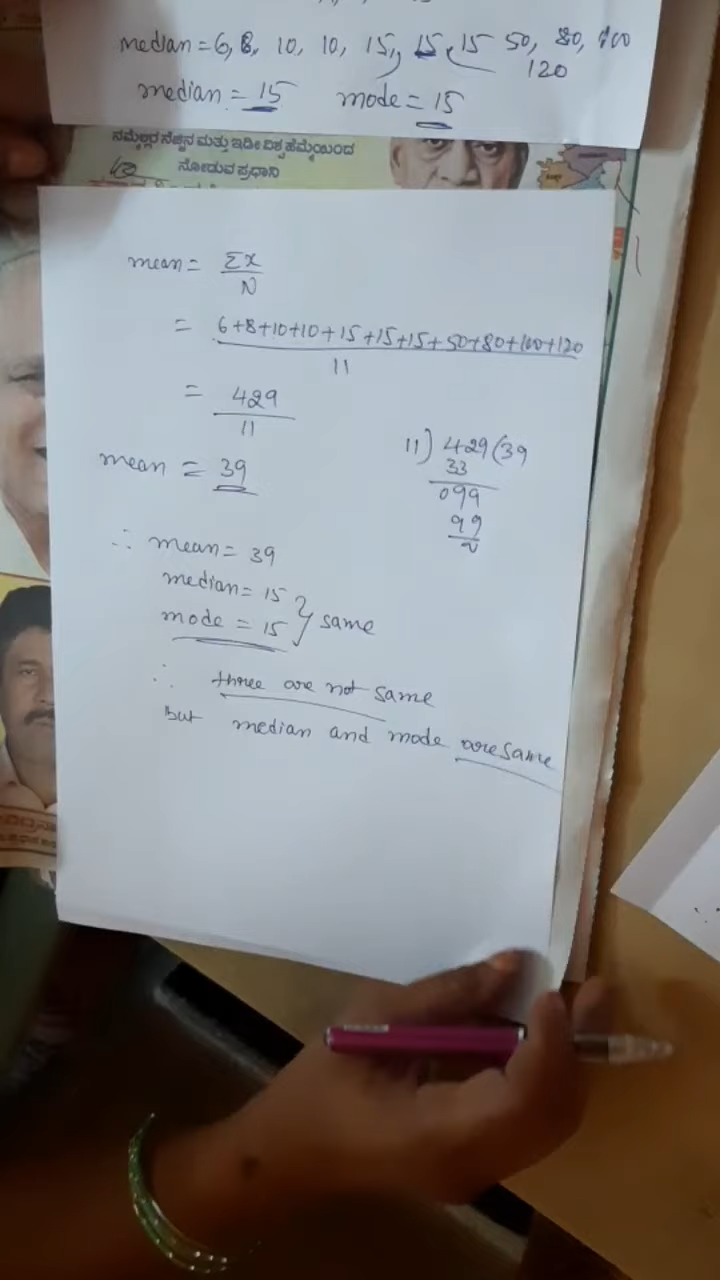 median = 6, 8, 10, 10, 15, 15, 15 50, 80, 100
120
median = 15 mode = 15
ನಮ್ಮೆಲ್ಲರ ನೆಚ್ಚಿನ ಮತ್ತು ಇಡೀ ವಿಶ್ವ ಹೆಮ್ಮೆಯಿಂದ
ನೋಡುವ ಪ್ರಧಾನಿ
mean = Σx
N
= 6+8+10+10+15+15+15+50+80+100+120
11
= 429
11
11) 429 (39
mean = 39
33
099
99
∴ mean = 39
median = 15
mode = 15 } same
∴ three are not same
But median and mode are same